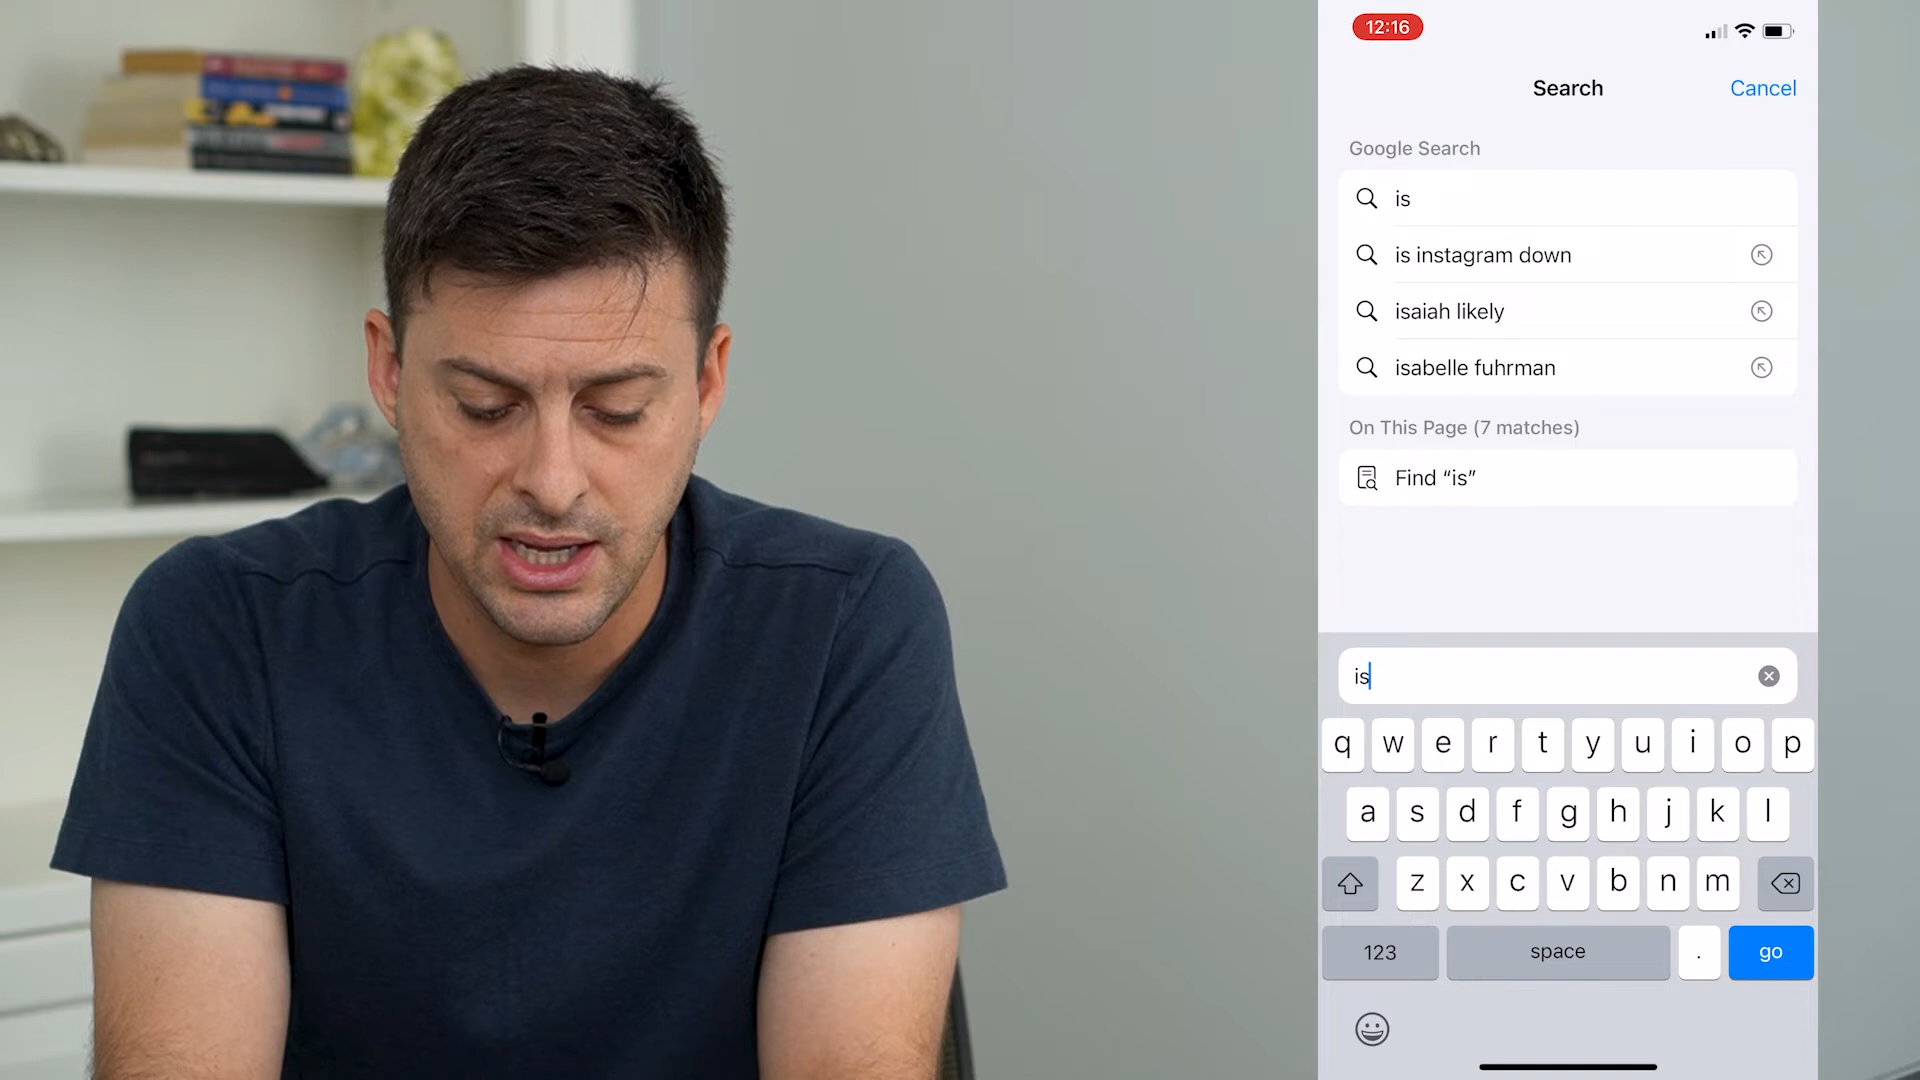 12:16
Search
Cancel
Google Search
is
is instagram down
isaiah likely
isabelle fuhrman
On This Page (7 matches)
Find “is”
is
q w e r t y u i o p
a s d f g h j k l
z x c v b n m
123 space . go